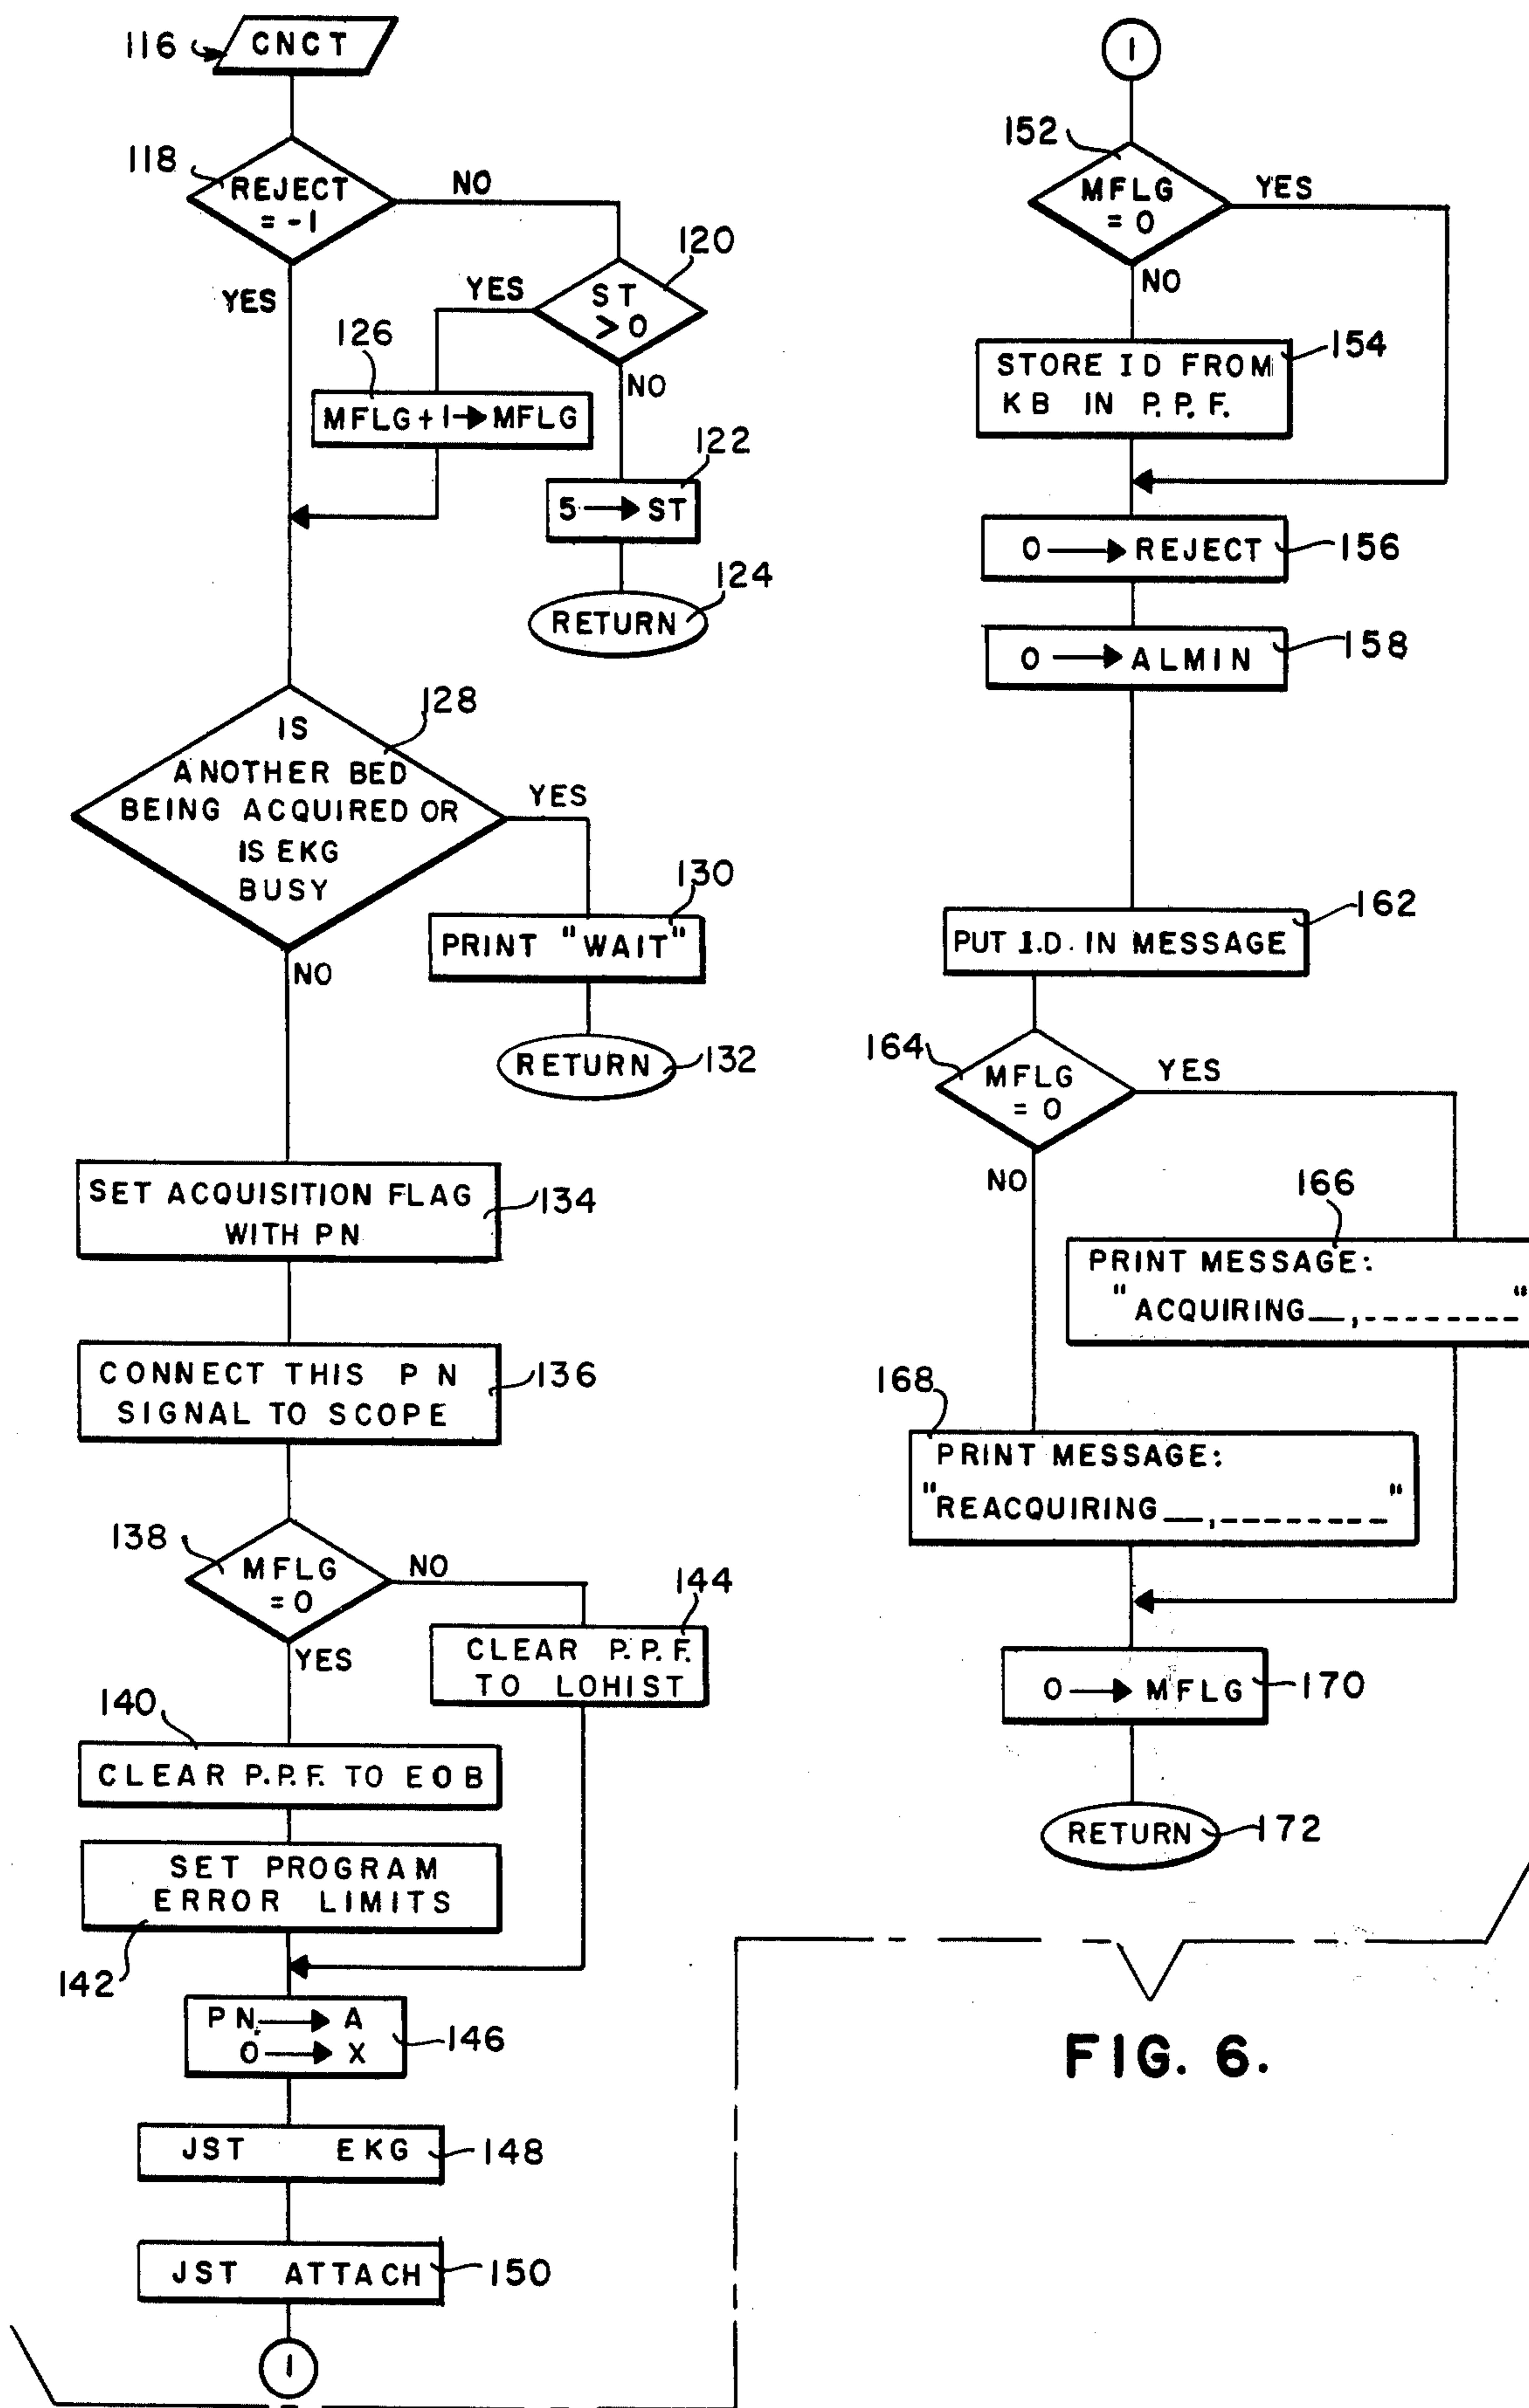 116
CNCT
118
REJECT
= -1
NO
YES
120
ST
> 0
YES
NO
126
MFLG + 1 → MFLG
122
5 → ST
124
RETURN
128
IS
ANOTHER BED
BEING ACQUIRED OR
IS EKG
BUSY
YES
NO
130
PRINT "WAIT"
RETURN
132
SET ACQUISITION FLAG
WITH PN
134
CONNECT THIS PN
SIGNAL TO SCOPE
136
138
MFLG
= 0
NO
YES
144
CLEAR P.P.F.
TO LOHIST
140
CLEAR P.P.F. TO EOB
SET PROGRAM
ERROR LIMITS
142
PN → A
0 → X
146
JST EKG
148
JST ATTACH
150
1
1
152
MFLG
= 0
YES
NO
STORE ID FROM
KB IN P.P.F.
154
0 → REJECT
156
0 → ALMIN
158
162
PUT I.D. IN MESSAGE
164
MFLG
= 0
YES
NO
166
PRINT MESSAGE:
"ACQUIRING__,--------"
168
PRINT MESSAGE:
"REACQUIRING__,--------"
0 → MFLG
170
RETURN
172
FIG. 6.